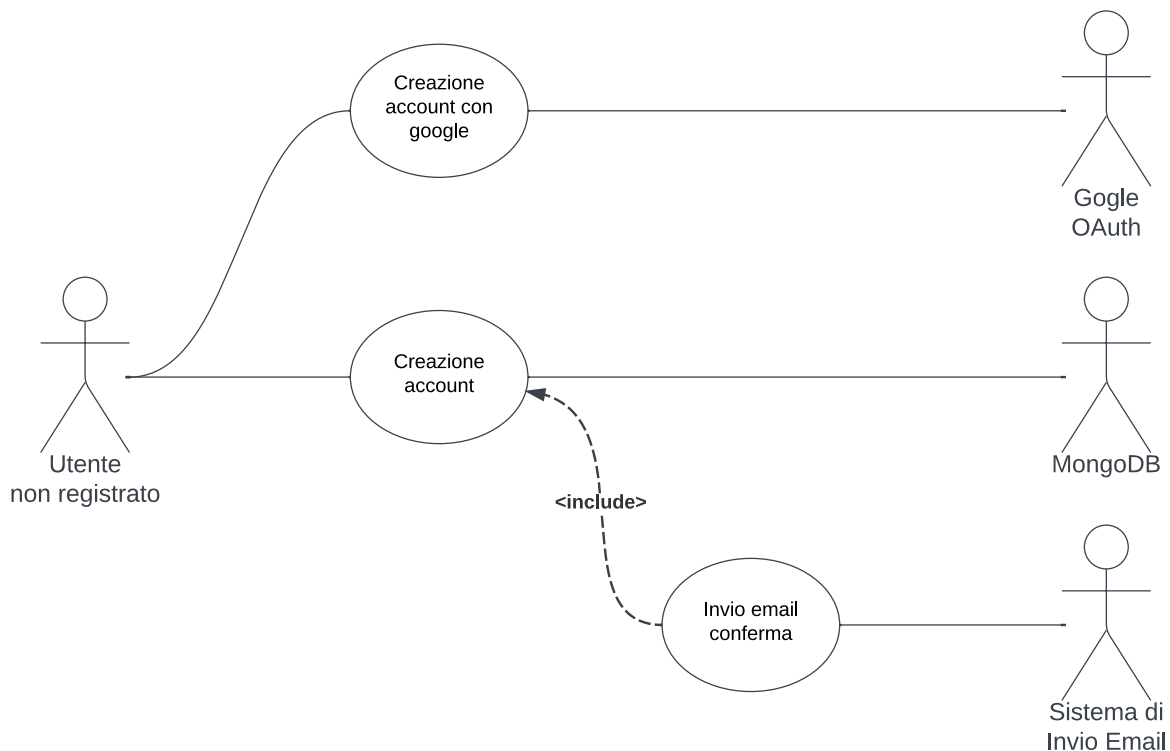 Creazione
account con
google
Gogle
OAuth
Utente
non registrato
Creazione
account
MongoDB
<include>
Invio email
conferma
Sistema di
Invio Email